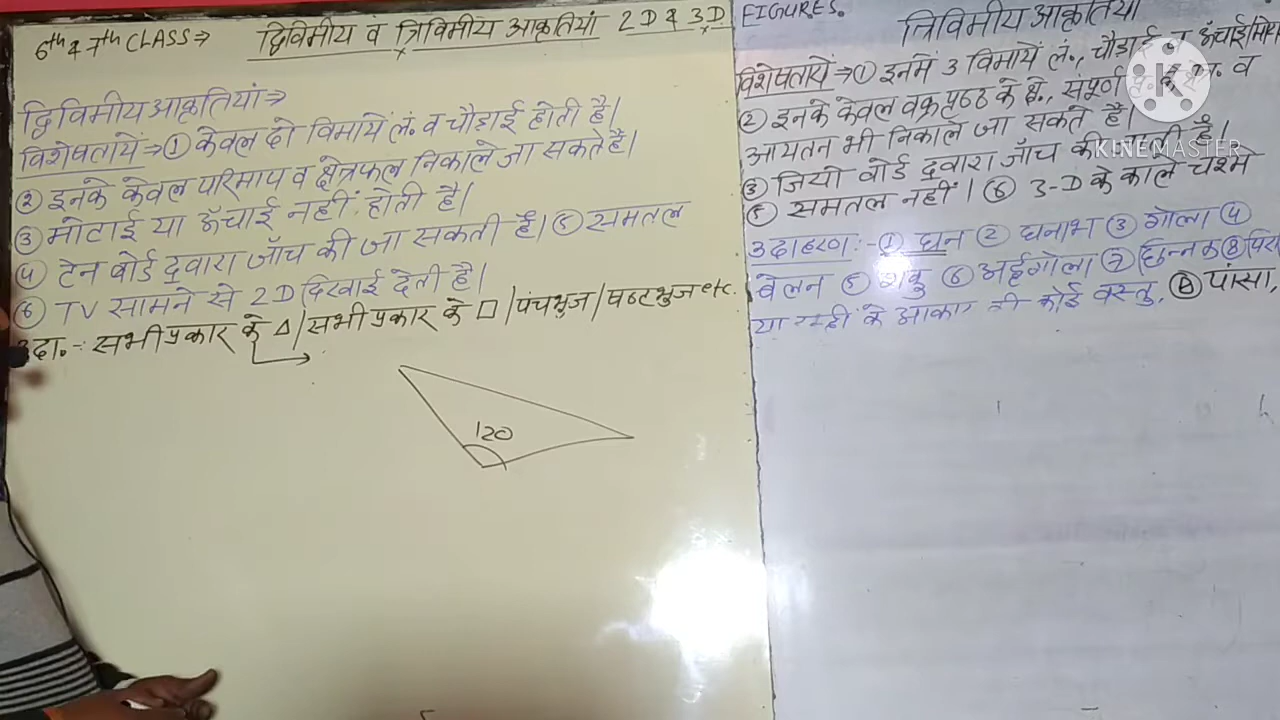 6th & 7th CLASS⇒ द्विविमीय व त्रिविमीय आकृतियां 2D & 3D FIGURES.
द्विविमीय आकृतियां⇒
विशेषतायें⇒① केवल दो विमायें लं. व चौड़ाई होती है।
② इनके केवल परिमाप व क्षेत्रफल निकाले जा सकते है।
③ मोटाई या ऊँचाई नहीं होती है।
④ टेन बोर्ड द्वारा जाँच की जा सकती है। ⑤ समतल
⑥ TV सामने से 2D दिखाई देती है।
उदा.:- सभी प्रकार के △/सभी प्रकार के □/पंचभुज/षष्टभुज etc.
120
त्रिविमीय आकृतियां
विशेषतायें⇒① इनमें 3 विमायें लं., चौड़ाई ऊँचाई
② इनके केवल वक्रपृष्ठ के क्षे., संपूर्ण व
आयतन भी निकाले जा सकते है।
③ जियो बोर्ड द्वारा जाँच की जाती है।
⑤ समतल नहीं। ⑥ 3-D के काले चश्मे
उदाहरण:-① घन ② घनाभ ③ गोला ④
बेलन ⑤ शंकु ⑥ अर्द्धगोला ⑦ छिन्नक ⑧
या के आकार की कोई वस्तु, पांसा,
KINEMASTER